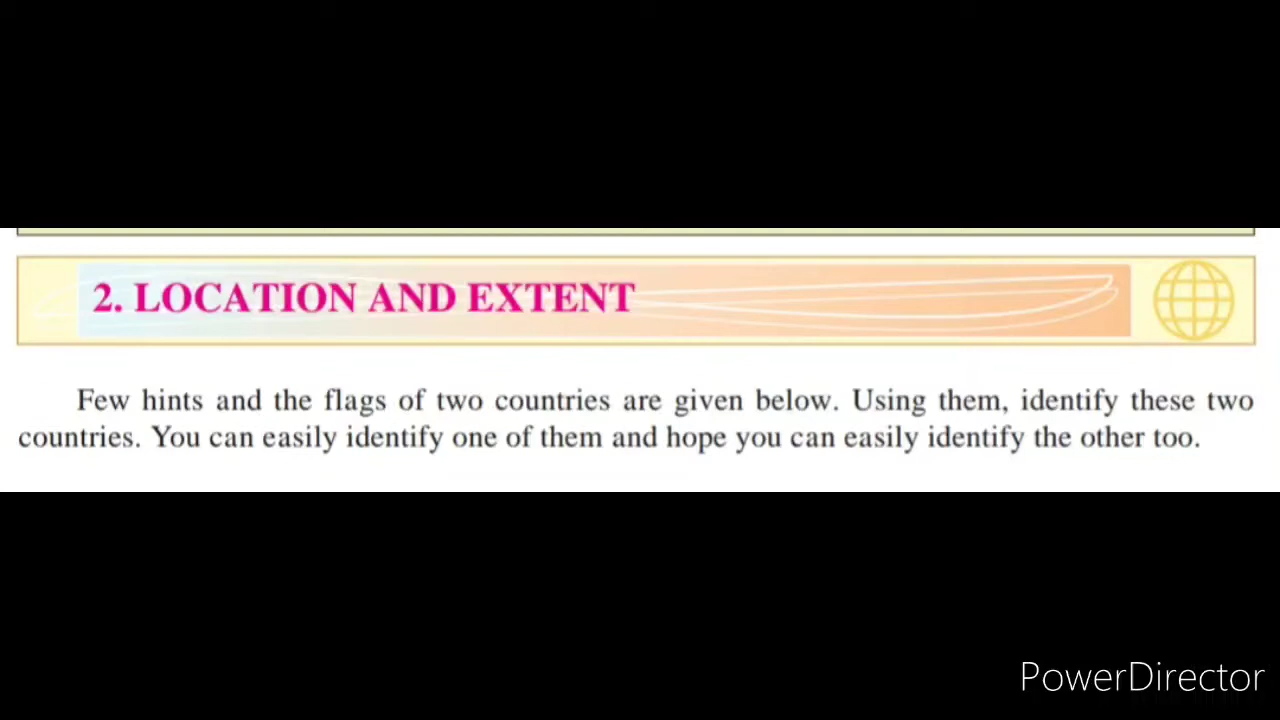 2. LOCATION AND EXTENT
Few hints and the flags of two countries are given below. Using them, identify these two
countries. You can easily identify one of them and hope you can easily identify the other too.
PowerDirector